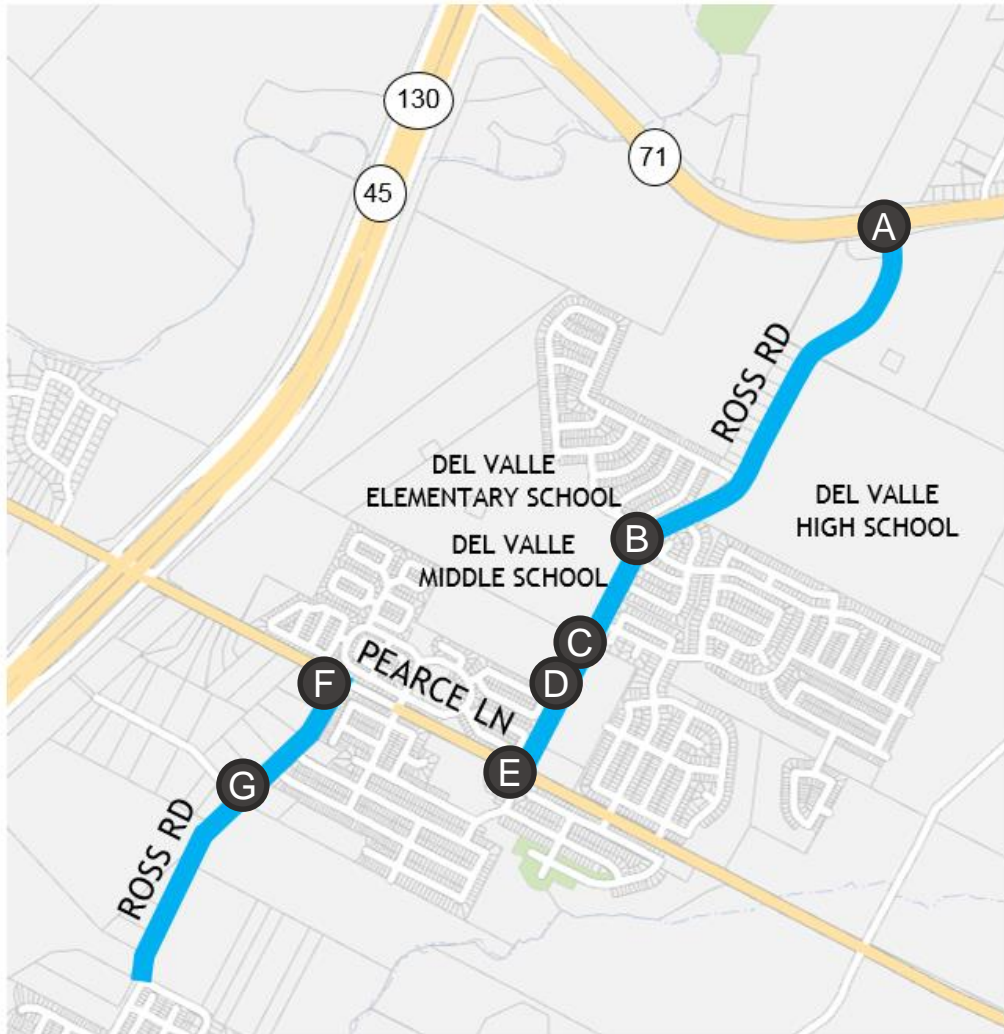 130
71
45
A
ROSS RD
DEL VALLE
ELEMENTARY SCHOOL
DEL VALLE
HIGH SCHOOL
B
DEL VALLE
MIDDLE SCHOOL
C
D
PEARCE LN
F
E
G
ROSS RD